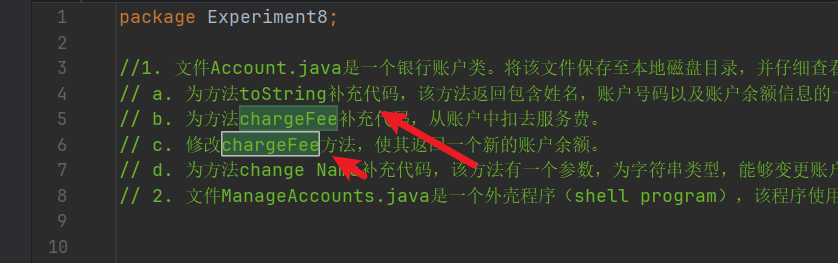 1 package Experiment8;
2
3 //1. 文件Account.java是一个银行账户类。将该文件保存至本地磁盘目录，并仔细查看
4 // a. 为方法toString补充代码，该方法返回包含姓名，账户号码以及账户余额信息的一
5 // b. 为方法chargeFee补充代码，从账户中扣去服务费。
6 // c. 修改chargeFee方法，使其返回一个新的账户余额。
7 // d. 为方法change Name补充代码，该方法有一个参数，为字符串类型，能够变更账户
8 // 2. 文件ManageAccounts.java是一个外壳程序（shell program），该程序使用
9
10